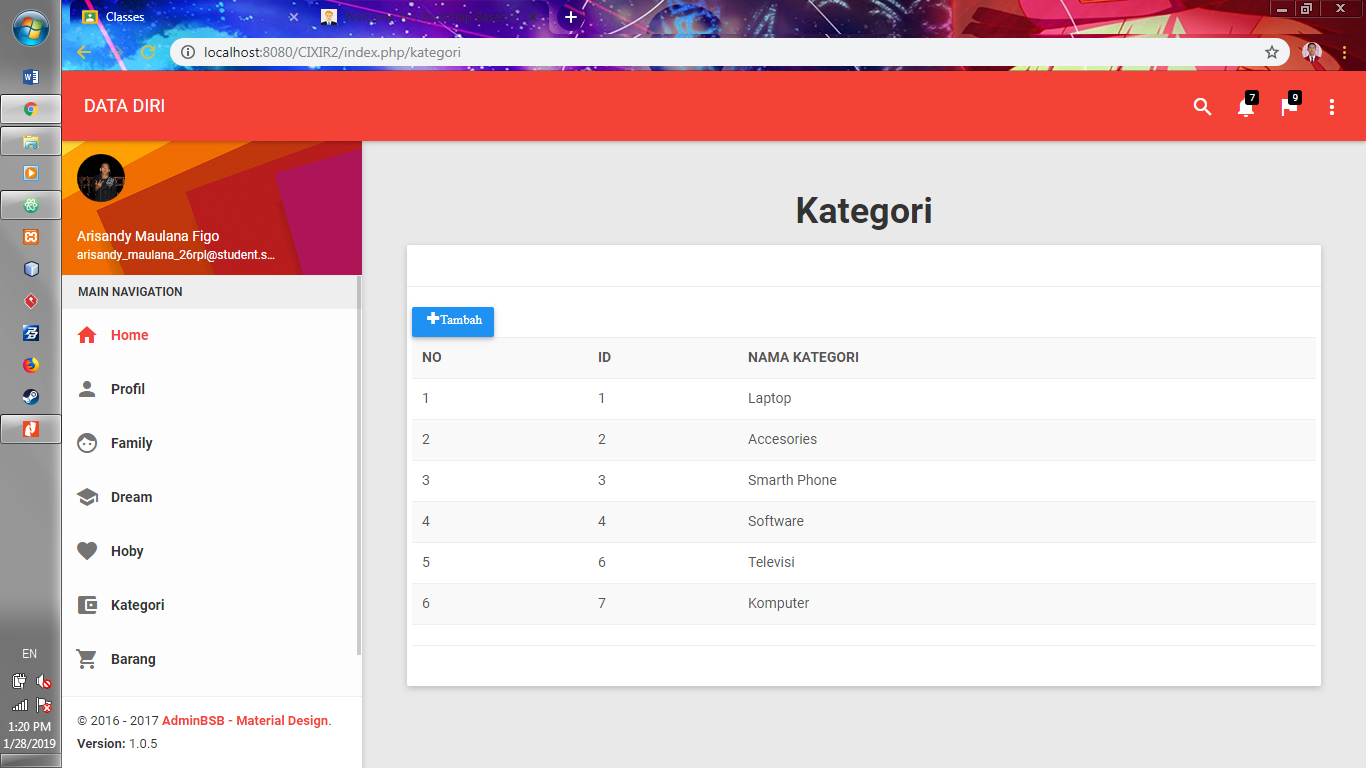 Classes
localhost:8080/CIXIR2/index.php/kategori
DATA DIRI
7
9
Arisandy Maulana Figo
arisandy_maulana_26rpl@student.s...
MAIN NAVIGATION
Home
Profil
Family
Dream
Hoby
Kategori
Barang
© 2016 - 2017 AdminBSB - Material Design.
Version: 1.0.5
Kategori
Tambah
NO ID NAMA KATEGORI
1 1 Laptop
2 2 Accesories
3 3 Smarth Phone
4 4 Software
5 6 Televisi
6 7 Komputer
EN
1:20 PM
1/28/2019